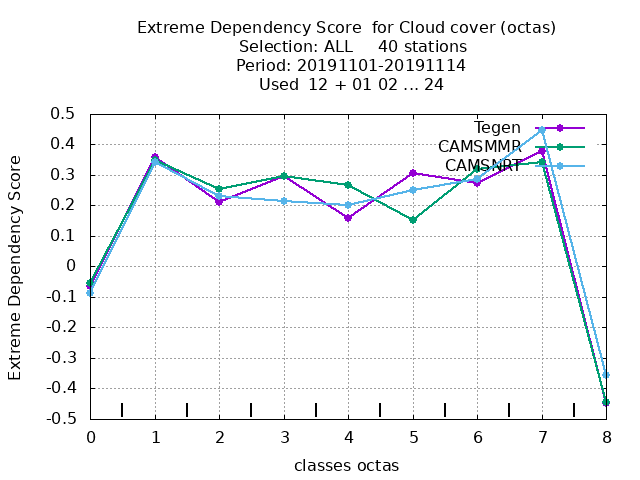 Extreme Dependency Score  for Cloud cover (octas)
Selection: ALL     40 stations
Period: 20191101-20191114
Used  12 + 01 02 ... 24
Tegen
CAMSMMR
CAMSNRT
Extreme Dependency Score
0.5
0.4
0.3
0.2
0.1
0
-0.1
-0.2
-0.3
-0.4
-0.5
0 1 2 3 4 5 6 7 8
classes octas